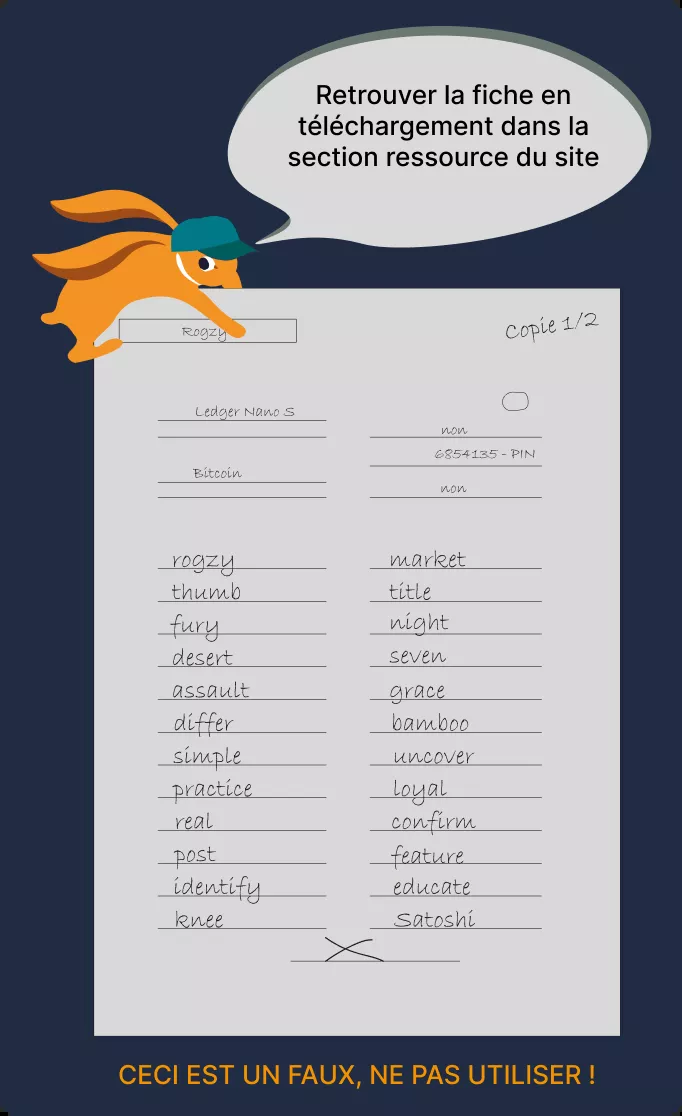 Retrouver la fiche en
téléchargement dans la
section ressource du site
Rogzy
Copie 1/2
Ledger Nano S
non
6854135 - PIN
Bitcoin
non
rogzy
thumb
fury
desert
assault
differ
simple
practice
real
post
identify
knee
market
title
night
seven
grace
bamboo
uncover
loyal
confirm
feature
educate
Satoshi
CECI EST UN FAUX, NE PAS UTILISER !